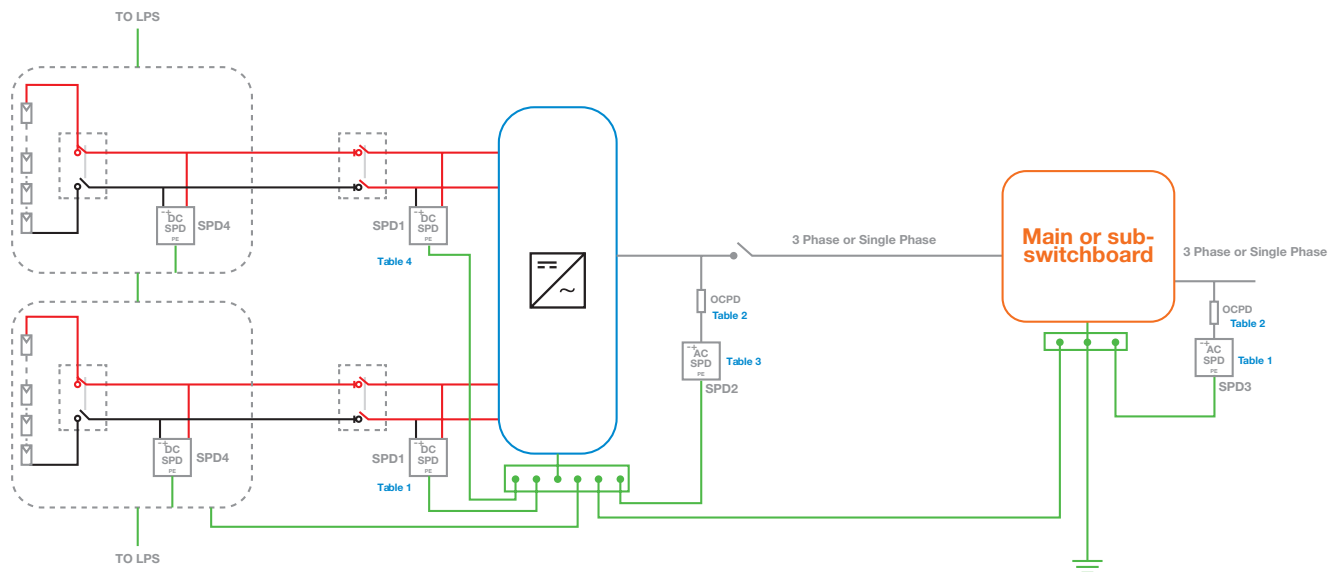 TO LPS
- +
DC
SPD
PE
SPD4
SPD1
- +
DC
SPD
PE
Table 4
~
3 Phase or Single Phase
OCPD
Table 2
- +
AC
SPD
PE
Table 3
SPD2
Main or sub-
switchboard
3 Phase or Single Phase
OCPD
Table 2
- +
AC
SPD
PE
Table 1
SPD3
- +
DC
SPD
PE
SPD4
SPD1
- +
DC
SPD
PE
Table 1
TO LPS